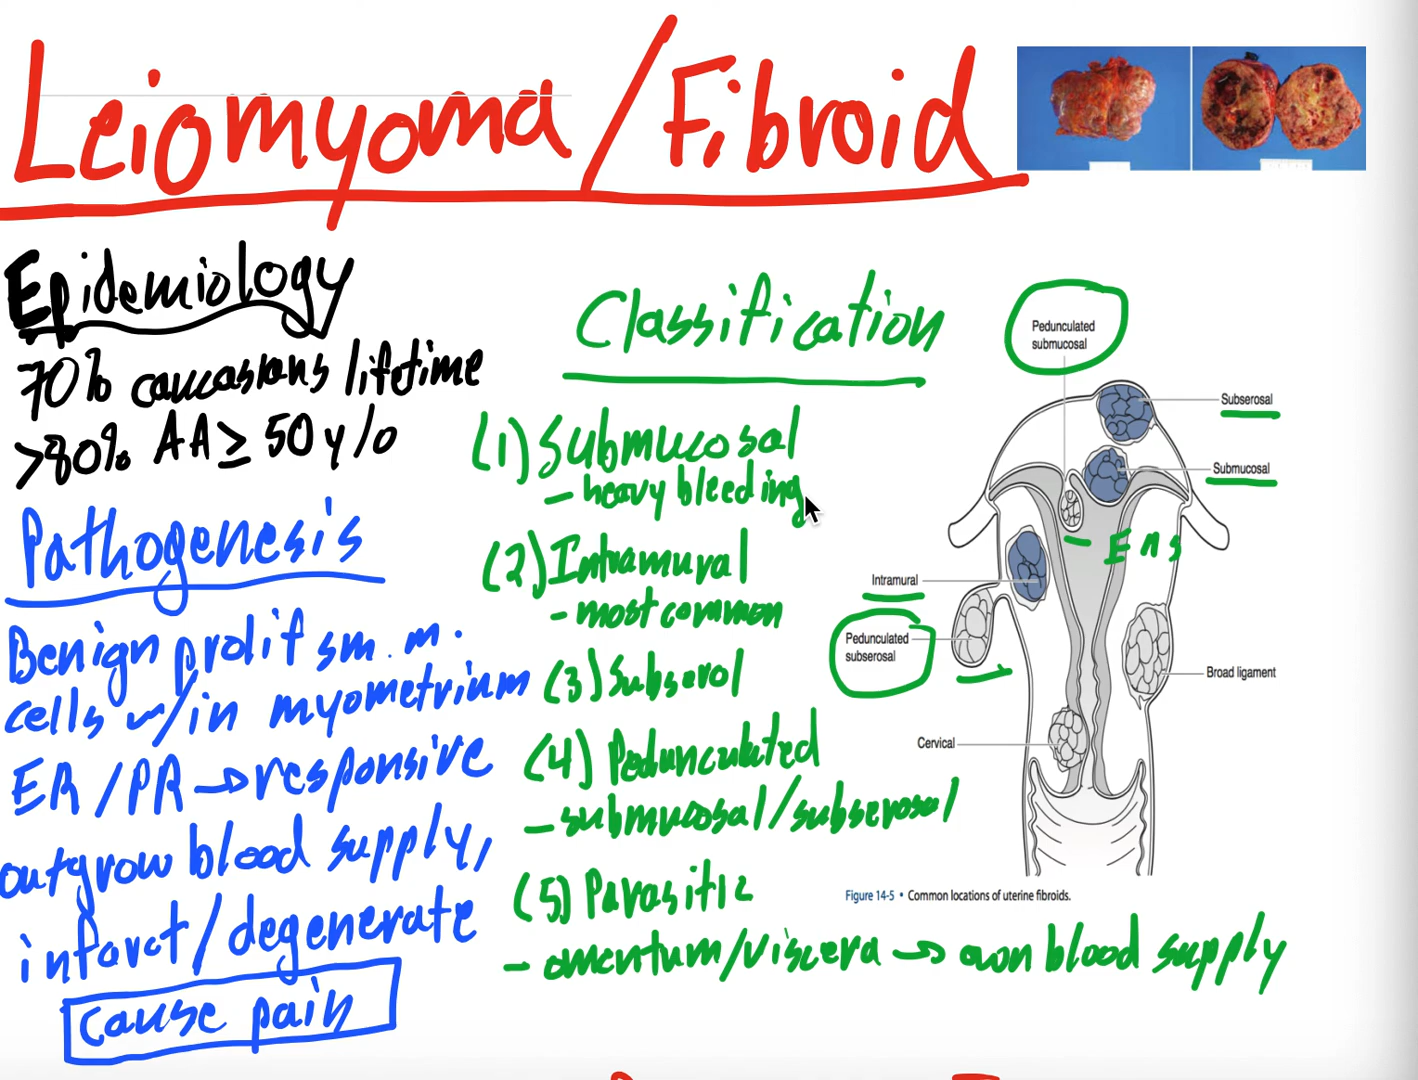 Leiomyoma/Fibroid
Epidemiology
70% caucasians lifetime
>80% AA ≥ 50 y/o
Pathogenesis
Benign prolif sm. m.
cells w/in myometrium
ER/PR → responsive
outgrow blood supply,
infarct/degenerate
cause pain
Classification
(1) Submucosal
- heavy bleeding
(2) Intramural
- most common
(3) Subserol
(4) Pedunculated
- submucosal/subserosal
(5) Parasitic
- omentum/viscera → own blood supply
Pedunculated
submucosal
Subserosal
Submucosal
- EMS
Intramural
Pedunculated
subserosal
Broad ligament
Cervical
Figure 14-5 • Common locations of uterine fibroids.